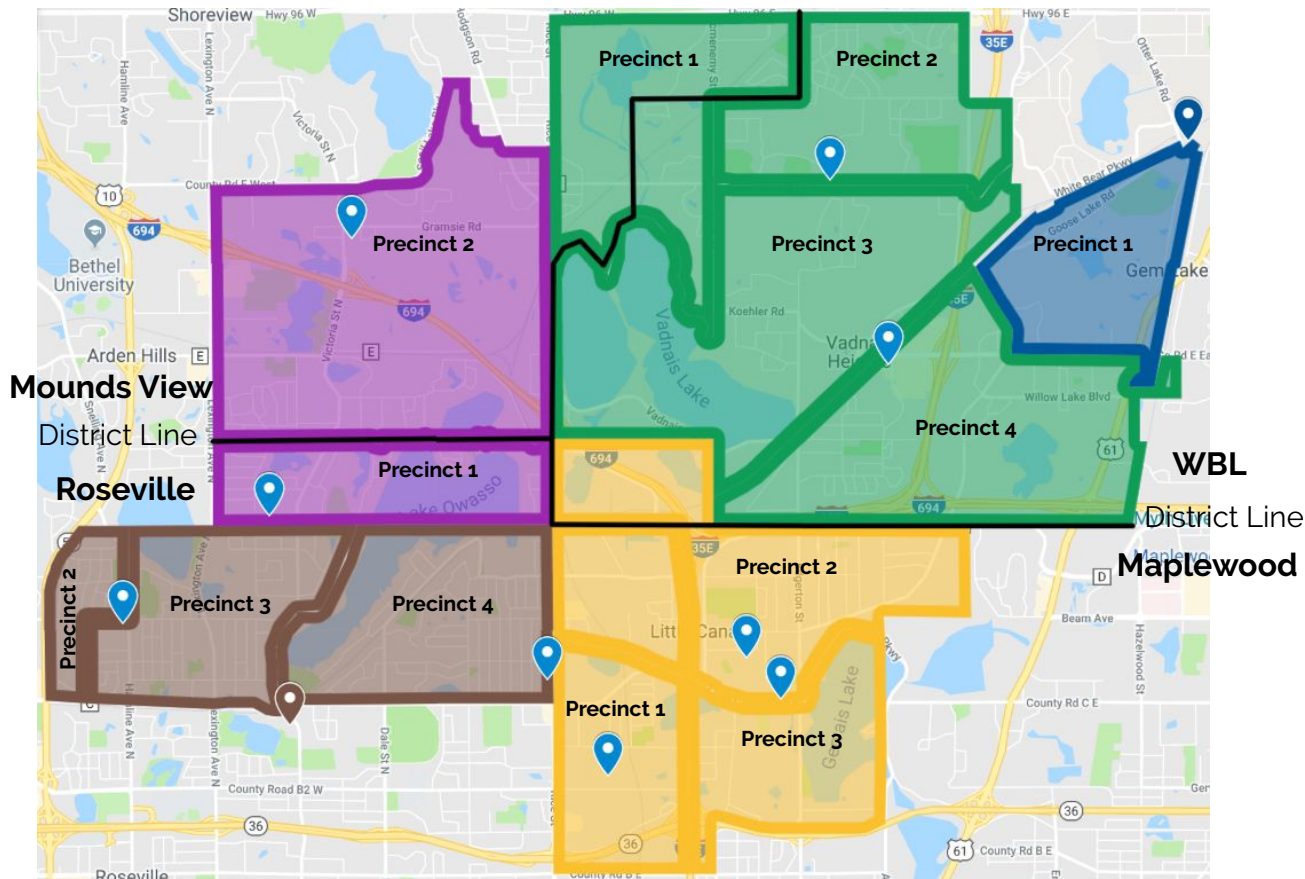 Shoreview
Hwy 96 W
Hwy 96 E
35E
Hodgson Rd
Lexington Ave N
Hamline Ave
Otter Lake Rd
Precinct 1
Precinct 2
Victoria St N
White Bear Pkwy
County Rd E West
10
694
Gramsie Rd
Goose Lake Rd
Precinct 2
Precinct 3
Precinct 1
Bethel
University
Gem Lake
694
Koehler Rd
Vadnais Lake
Victoria St N
E
Arden Hills
E
Mounds View
District Line
Roseville
Willow Lake Blvd
Precinct 4
61
Precinct 1
694
Lake Owasso
694
WBL
District Line
Maplewood
D
35E
Precinct 2
Precinct 2
Precinct 3
Precinct 4
Beam Ave
Hazelwood St
County Rd C E
Precinct 1
Precinct 3
Gervais Lake
Hamline Ave N
Lexington Ave N
Dale St N
C
County Road B2 W
36
36
36
61
County Rd B E
Roseville